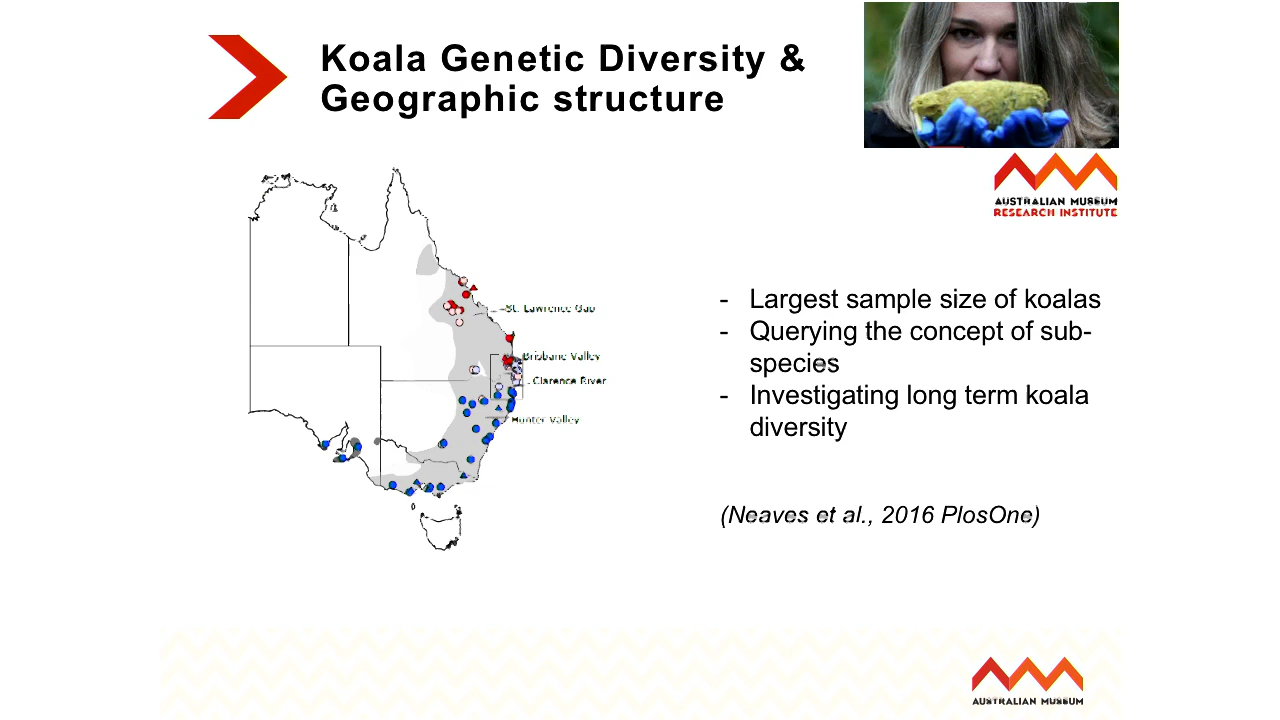 Koala Genetic Diversity &
Geographic structure
AUSTRALIAN MUSEUM
RESEARCH INSTITUTE
St. Lawrence Gap
Brisbane Valley
Clarence River
Hunter Valley
- Largest sample size of koalas
- Querying the concept of sub-
species
- Investigating long term koala
diversity
(Neaves et al., 2016 PlosOne)
AUSTRALIAN MUSEUM